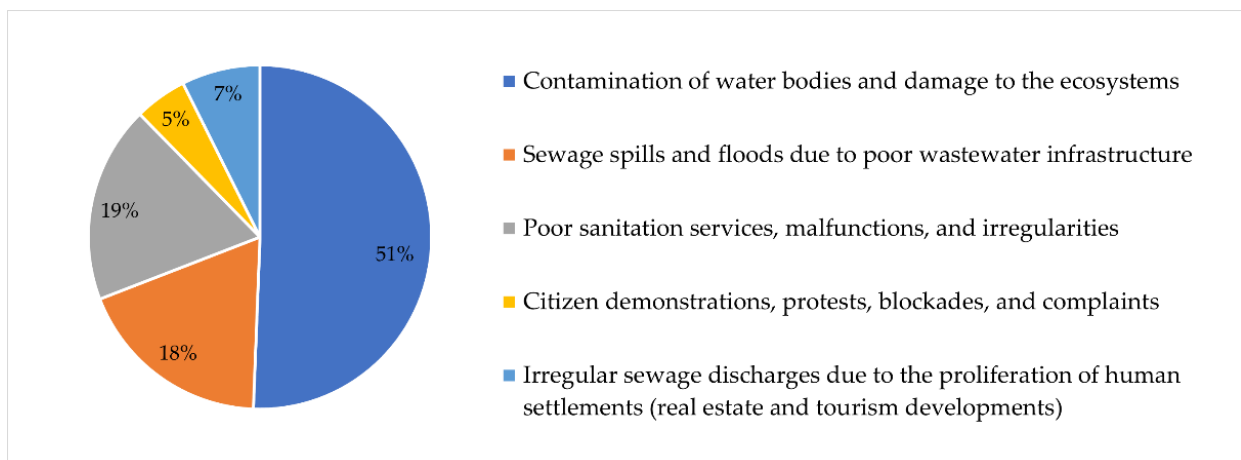 7%
5%
19%
51%
18%
Contamination of water bodies and damage to the ecosystems
Sewage spills and floods due to poor wastewater infrastructure
Poor sanitation services, malfunctions, and irregularities
Citizen demonstrations, protests, blockades, and complaints
Irregular sewage discharges due to the proliferation of human
settlements (real estate and tourism developments)